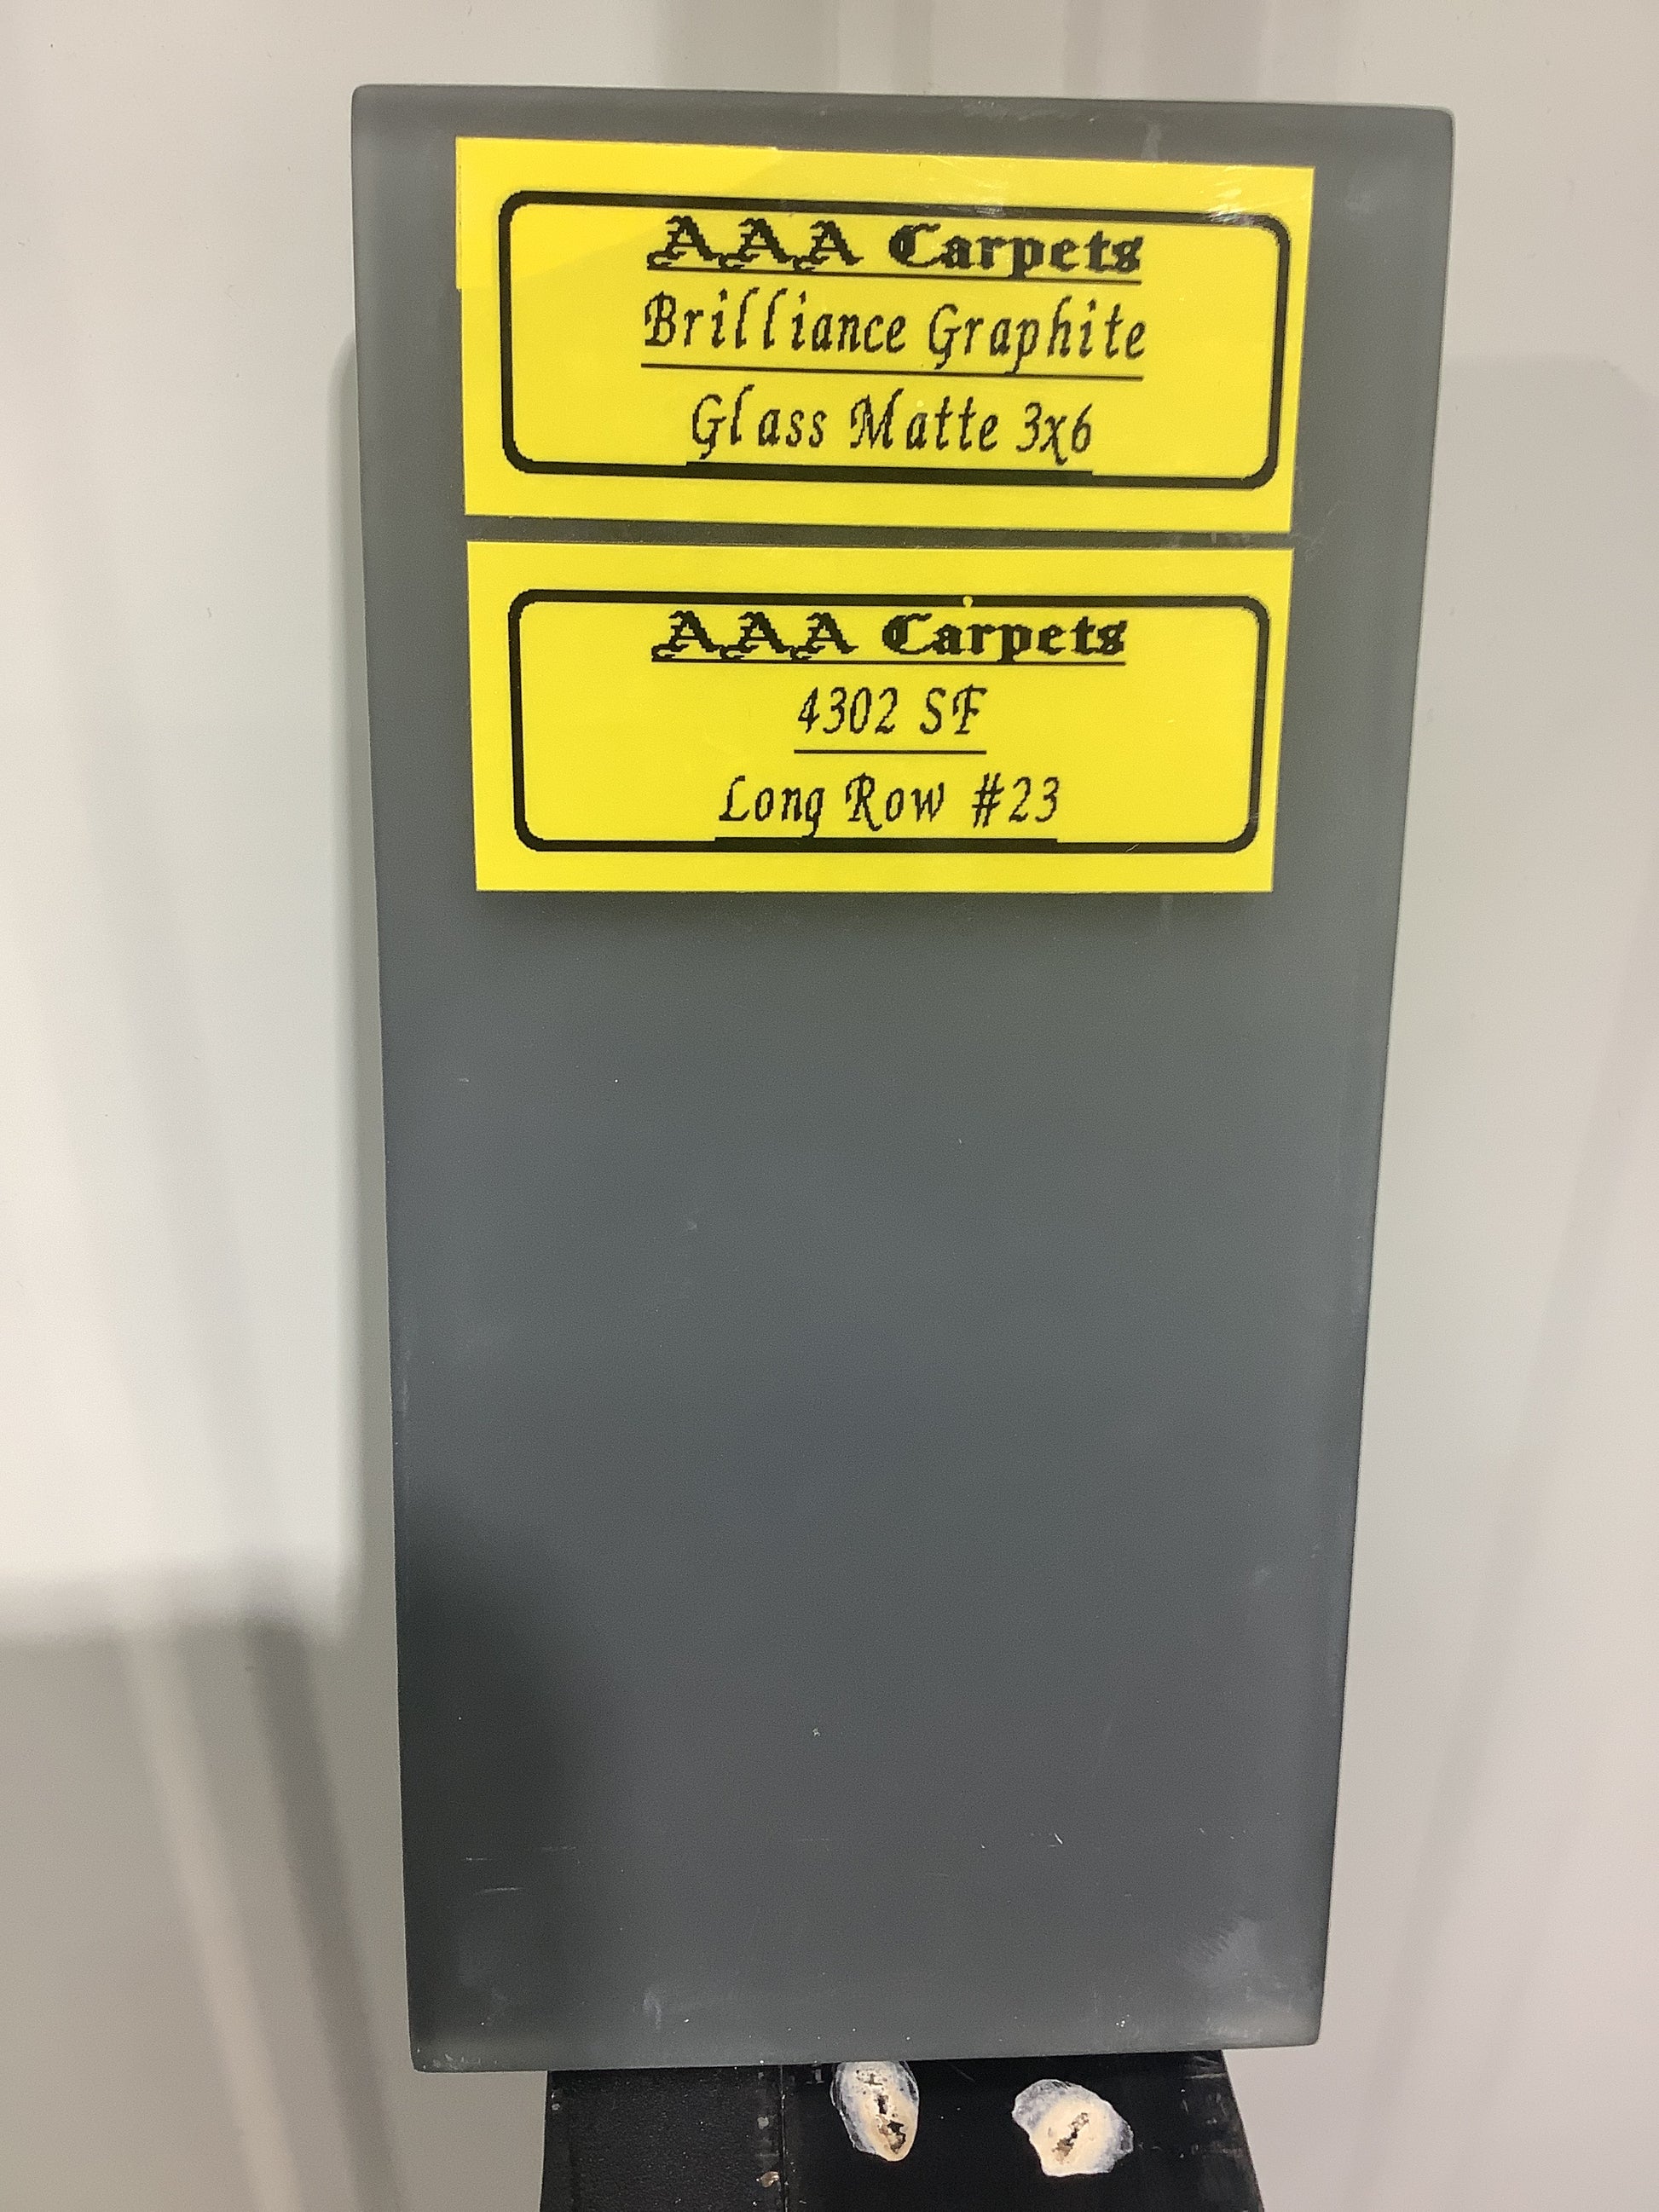 AAA Carpets
Brilliance Graphite
Glass Matte 3x6
AAA Carpets
4302 SF
Long Row #23